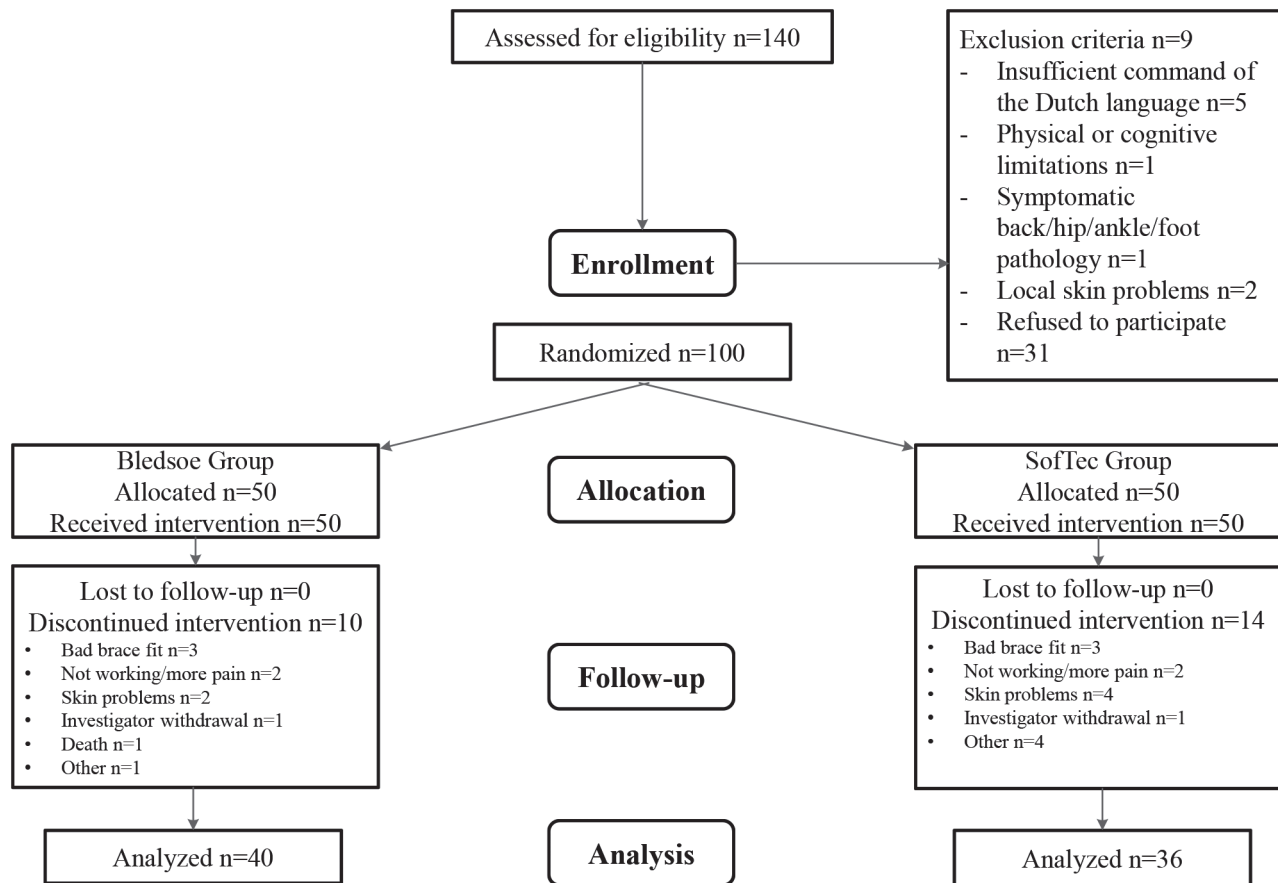 Assessed for eligibility n=140
Exclusion criteria n=9
- Insufficient command of
the Dutch language n=5
- Physical or cognitive
limitations n=1
- Symptomatic
back/hip/ankle/foot
pathology n=1
- Local skin problems n=2
- Refused to participate
n=31
Enrollment
Randomized n=100
Bledsoe Group
Allocated n=50
Received intervention n=50
Allocation
SofTec Group
Allocated n=50
Received intervention n=50
Lost to follow-up n=0
Discontinued intervention n=10
• Bad brace fit n=3
• Not working/more pain n=2
• Skin problems n=2
• Investigator withdrawal n=1
• Death n=1
• Other n=1
Follow-up
Lost to follow-up n=0
Discontinued intervention n=14
• Bad brace fit n=3
• Not working/more pain n=2
• Skin problems n=4
• Investigator withdrawal n=1
• Other n=4
Analyzed n=40
Analysis
Analyzed n=36